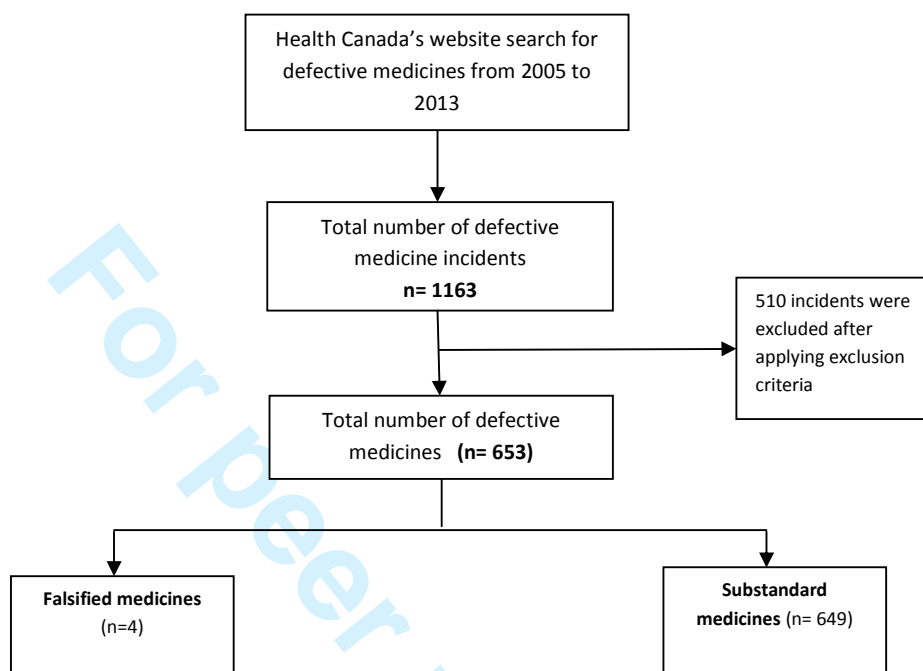 Health Canada’s website search for
defective medicines from 2005 to
2013
Total number of defective
medicine incidents
n= 1163
510 incidents were
excluded after
applying exclusion
criteria
Total number of defective
medicines (n= 653)
Falsified medicines
(n=4)
Substandard
medicines (n= 649)
For peer